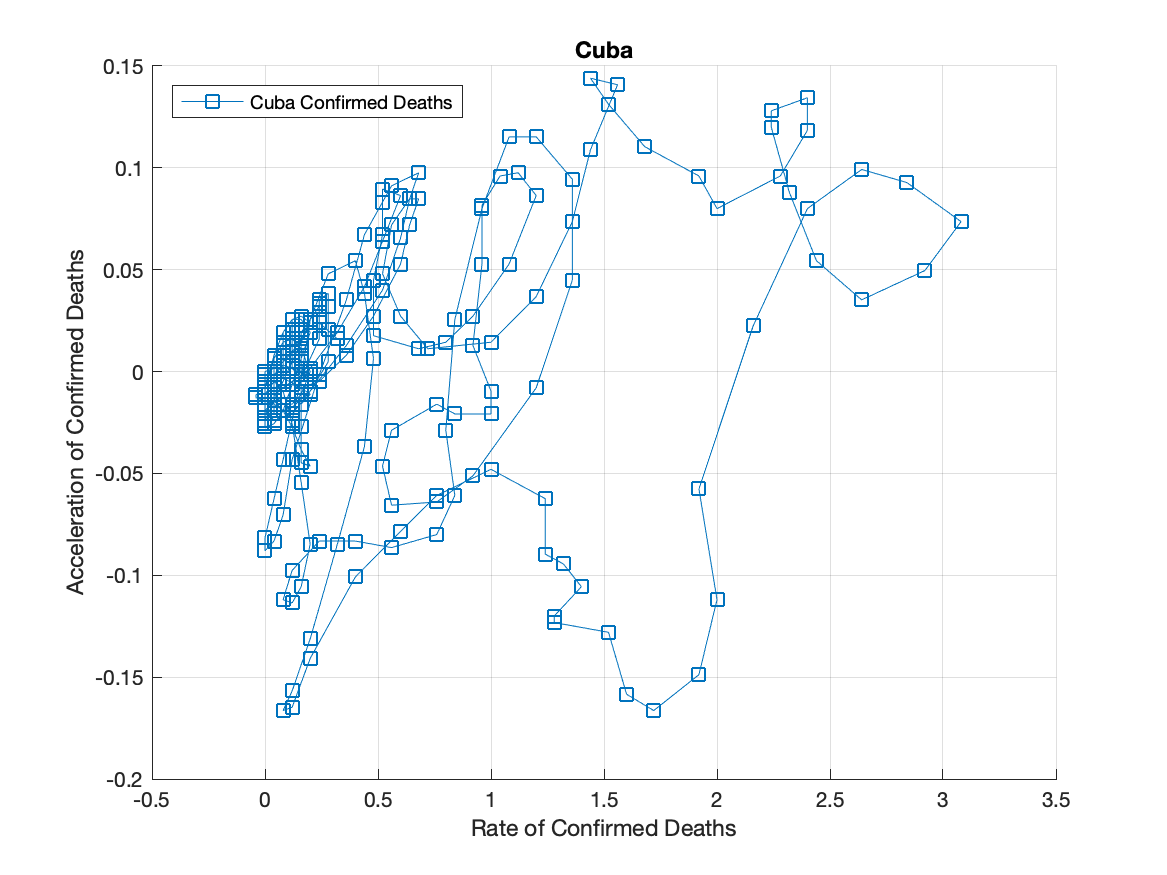 Cuba
Cuba Confirmed Deaths
Acceleration of Confirmed Deaths
0.15
0.1
0.05
0
-0.05
-0.1
-0.15
-0.2
-0.5 0 0.5 1 1.5 2 2.5 3 3.5
Rate of Confirmed Deaths